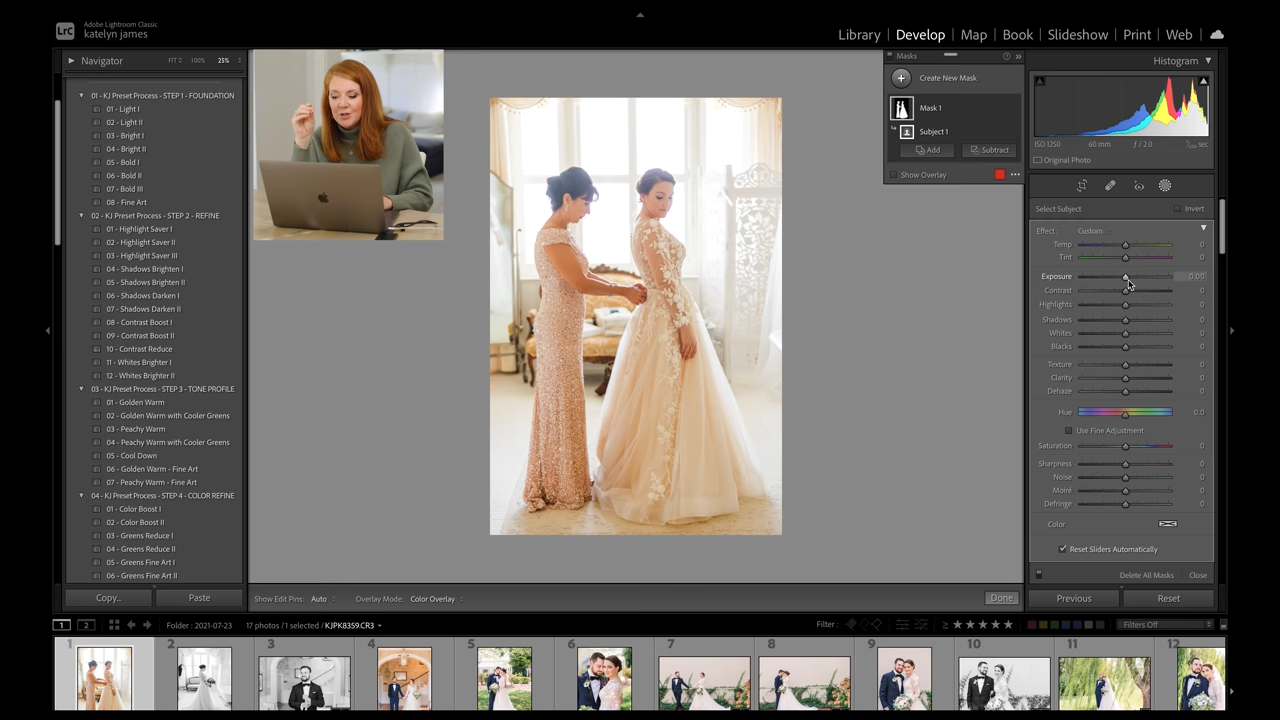 LrC
Adobe Lightroom Classic
katelyn james
Library | Develop | Map | Book | Slideshow | Print | Web
Navigator FIT 100% 25%
01 - KJ Preset Process - STEP 1 - FOUNDATION
01 - Light I
02 - Light II
03 - Bright I
04 - Bright II
05 - Bold I
06 - Bold II
07 - Bold III
08 - Fine Art
02 - KJ Preset Process - STEP 2 - REFINE
01 - Highlight Saver I
02 - Highlight Saver II
03 - Highlight Saver III
04 - Shadows Brighten I
05 - Shadows Brighten II
06 - Shadows Darken I
07 - Shadows Darken II
08 - Contrast Boost I
09 - Contrast Boost II
10 - Contrast Reduce
11 - Whites Brighter I
12 - Whites Brighter II
03 - KJ Preset Process - STEP 3 - TONE PROFILE
01 - Golden Warm
02 - Golden Warm with Cooler Greens
03 - Peachy Warm
04 - Peachy Warm with Cooler Greens
05 - Cool Down
06 - Golden Warm - Fine Art
07 - Peachy Warm - Fine Art
04 - KJ Preset Process - STEP 4 - COLOR REFINE
01 - Color Boost I
02 - Color Boost II
03 - Greens Reduce I
04 - Greens Reduce II
05 - Greens Fine Art I
06 - Greens Fine Art II
Copy... Paste
Masks
Create New Mask
Mask 1
Subject 1
Add Subtract
Show Overlay
Histogram
ISO 1250 60 mm ƒ / 2.0
Original Photo
Select Subject Invert
Effect : Custom
Temp 0
Tint 0
Exposure 0.00
Contrast 0
Highlights 0
Shadows 0
Whites 0
Blacks 0
Texture 0
Clarity 0
Dehaze 0
Hue 0.0
Use Fine Adjustment
Saturation 0
Sharpness 0
Noise 0
Moiré 0
Defringe 0
Color
Reset Sliders Automatically
Delete All Masks Close
Show Edit Pins: Auto Overlay Mode: Color Overlay Done
Previous Reset
1 2 Folder : 2021-07-23 17 photos / 1 selected / KJPK8359.CR3 Filter : ≥ Filters Off
1 2 3 4 5 6 7 8 9 10 11 12